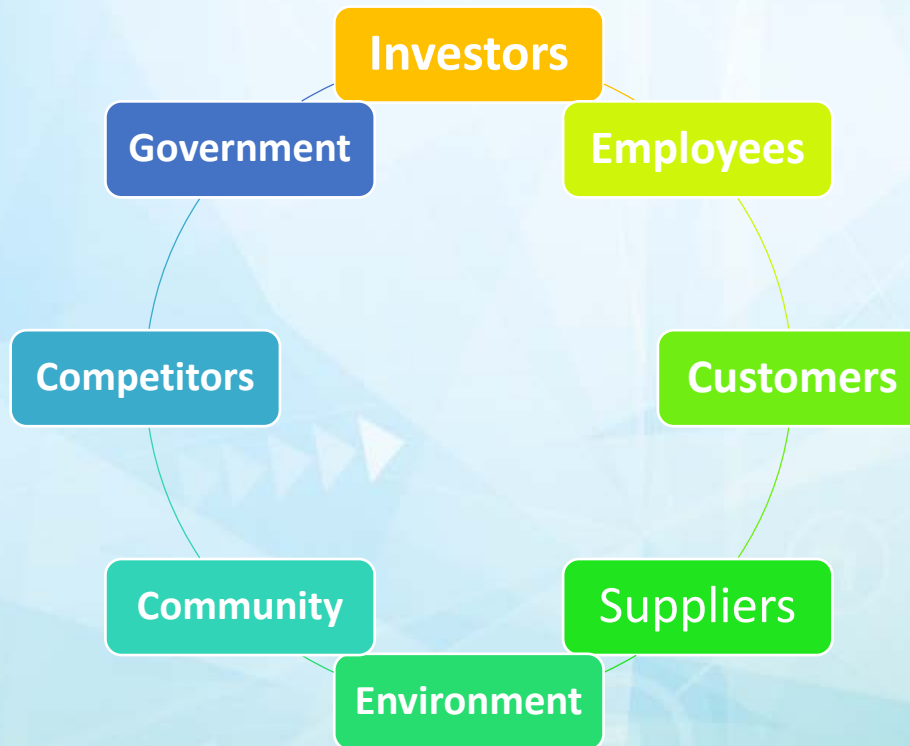 Investors
Employees
Customers
Suppliers
Environment
Community
Competitors
Government